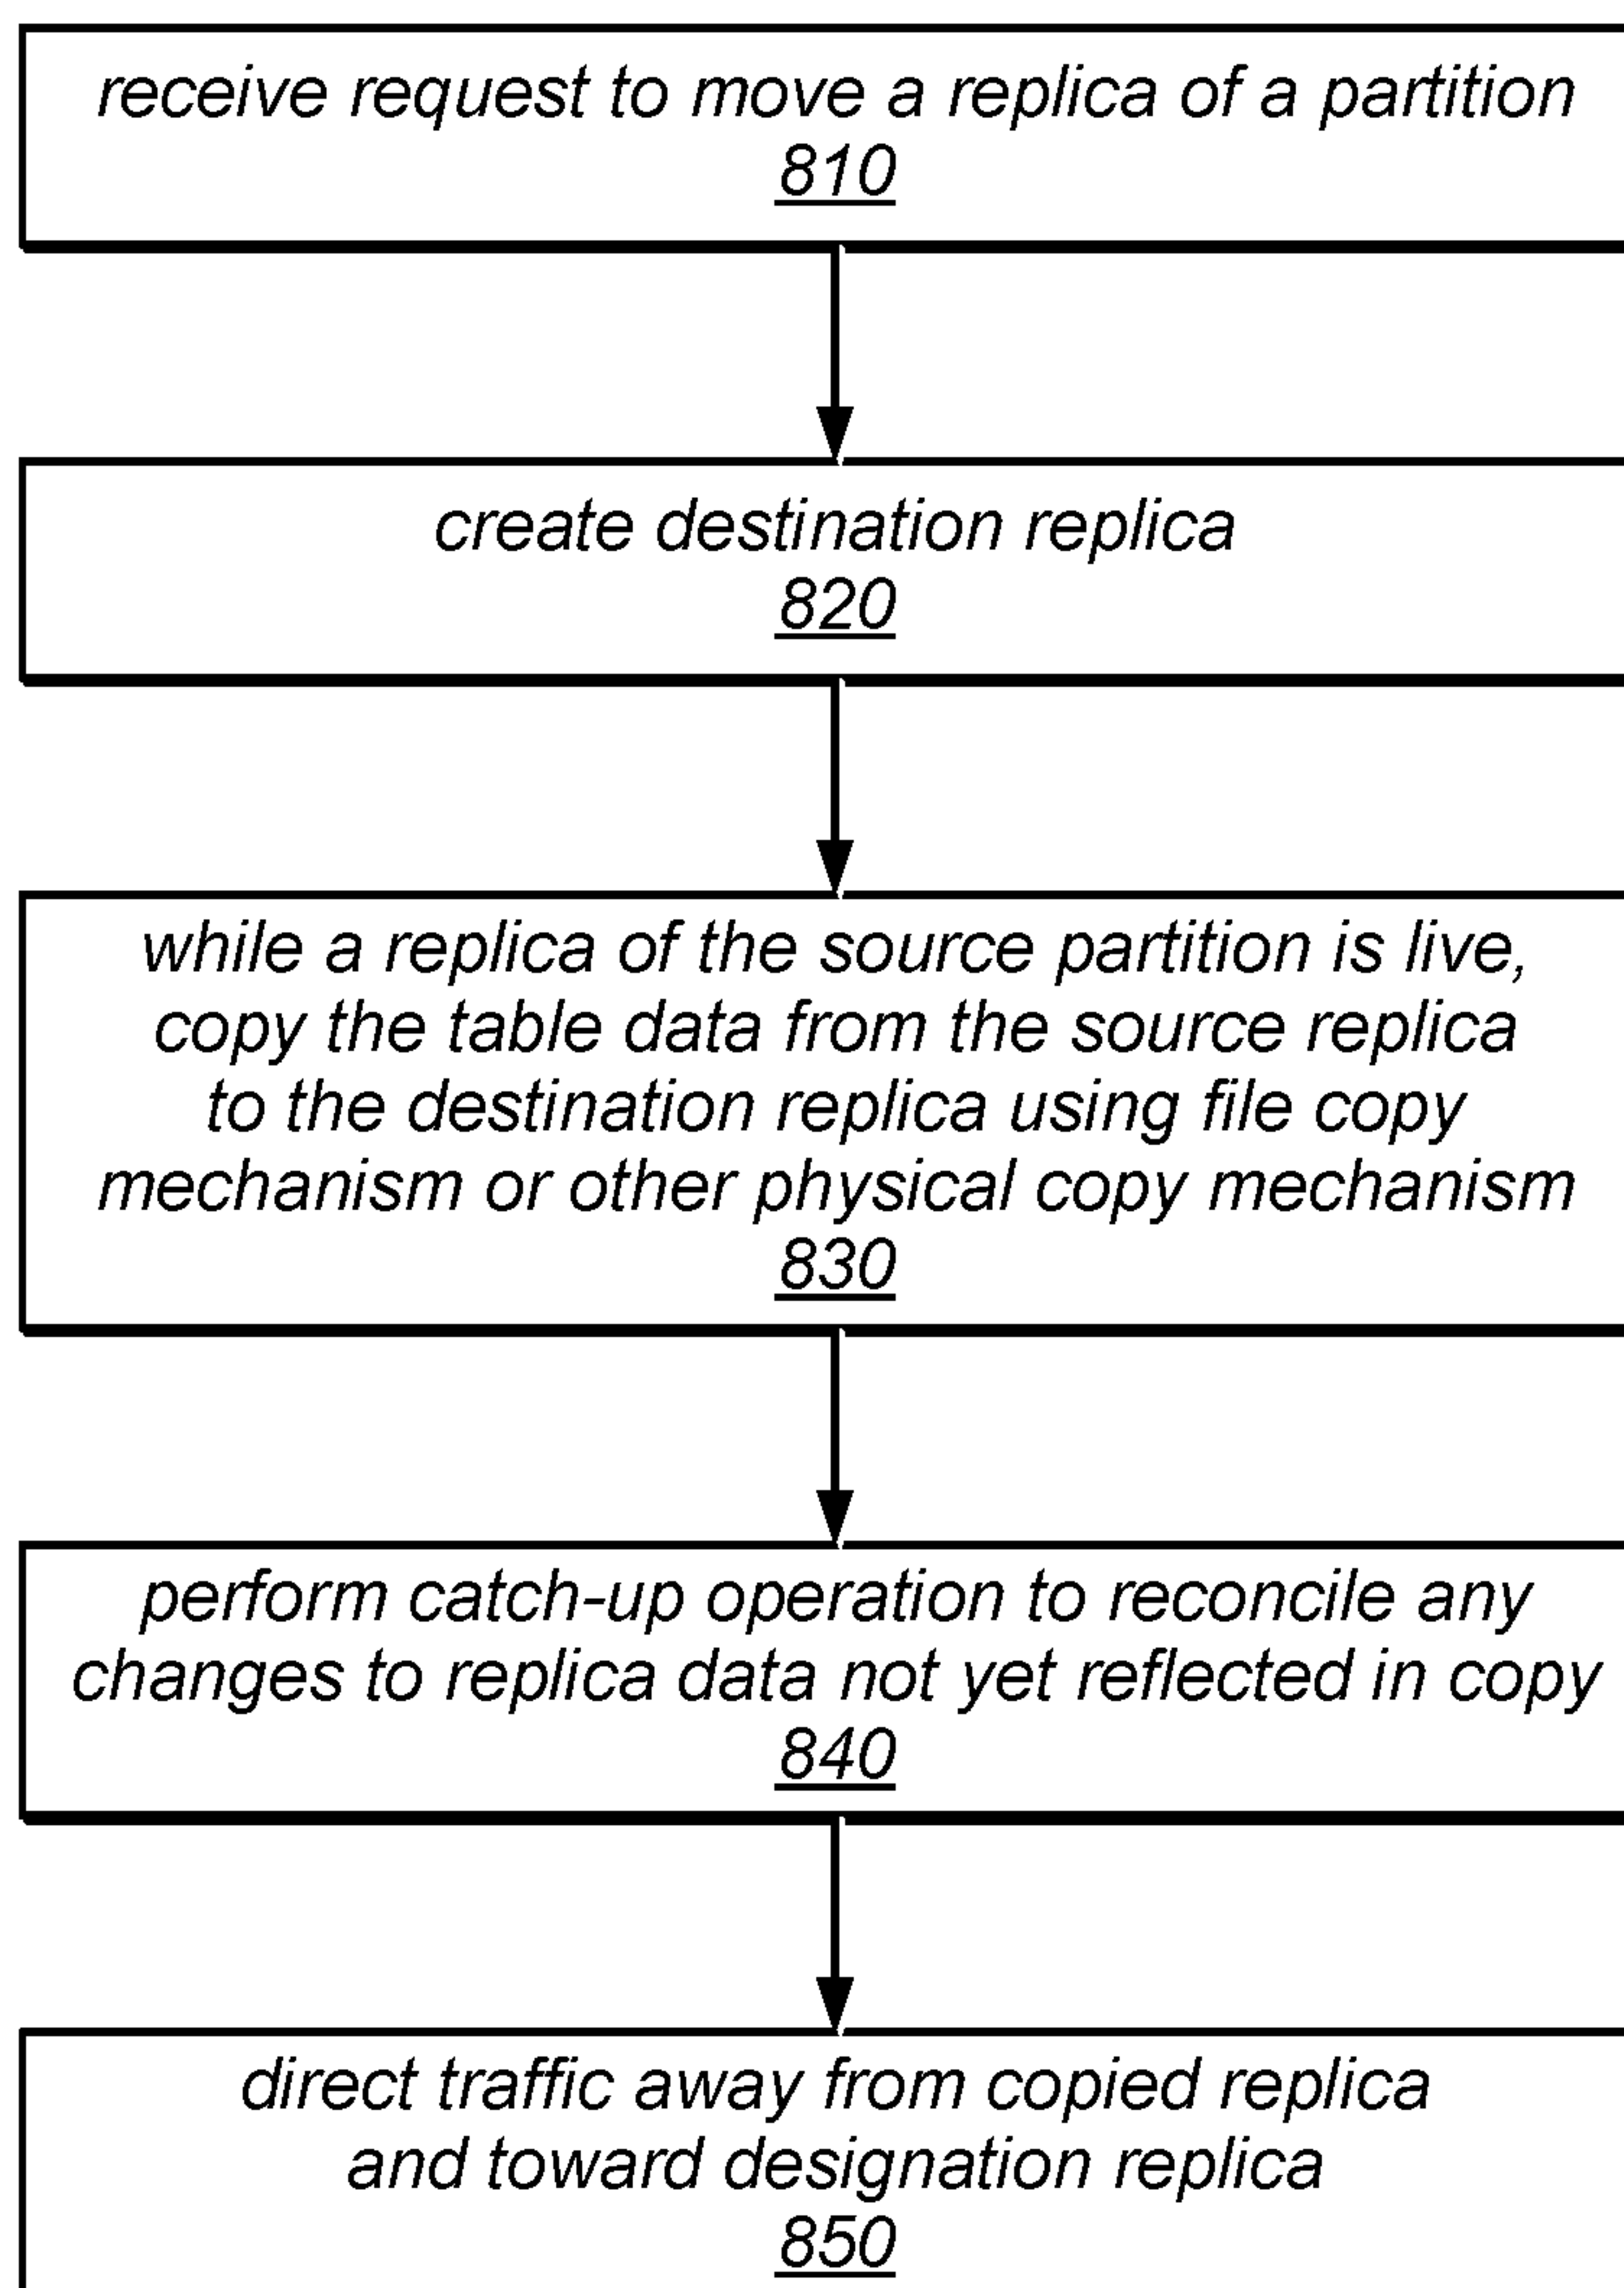 receive request to move a replica of a partition
810
create destination replica
820
while a replica of the source partition is live,
copy the table data from the source replica
to the destination replica using file copy
mechanism or other physical copy mechanism
830
perform catch-up operation to reconcile any
changes to replica data not yet reflected in copy
840
direct traffic away from copied replica
and toward designation replica
850